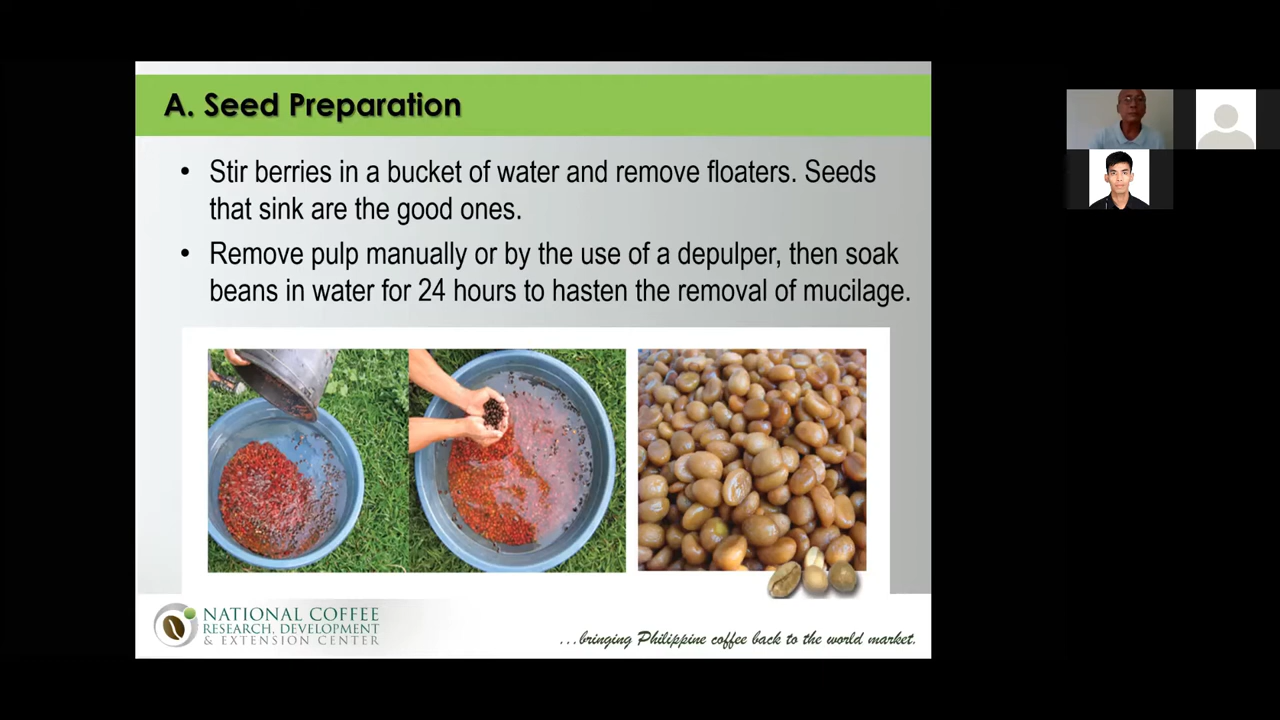 A. Seed Preparation
• Stir berries in a bucket of water and remove floaters. Seeds
that sink are the good ones.
• Remove pulp manually or by the use of a depulper, then soak
beans in water for 24 hours to hasten the removal of mucilage.
NATIONAL COFFEE
RESEARCH, DEVELOPMENT
& EXTENSION CENTER
...bringing Philippine coffee back to the world market.